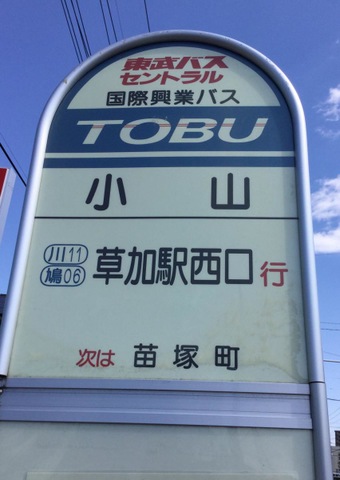 東武バス
セントラル
国際興業バス
TOBU
小山
川11
鳩06
草加駅西口行
次は 苗塚町